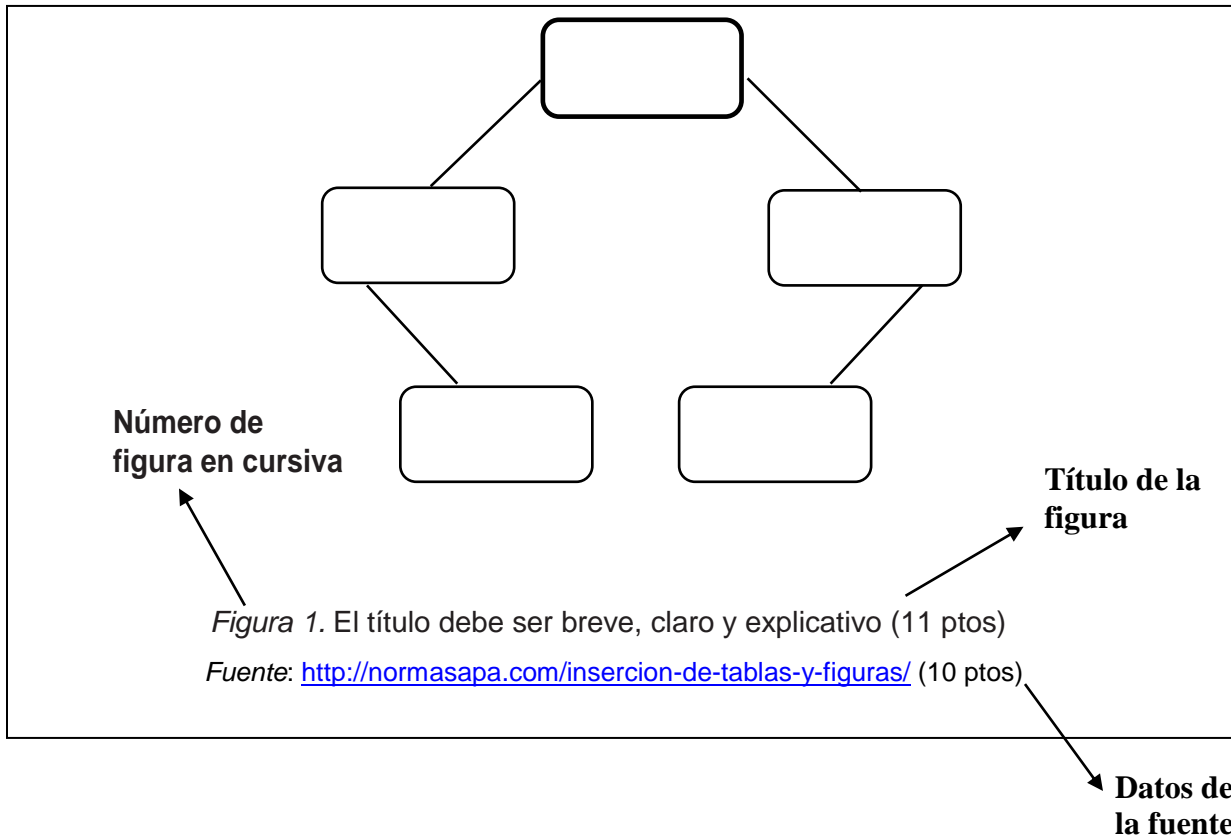 Número de
figura en cursiva
Título de la
figura
Figura 1. El título debe ser breve, claro y explicativo (11 ptos)
Fuente: http://normasapa.com/insercion-de-tablas-y-figuras/ (10 ptos)
Datos de
la fuente